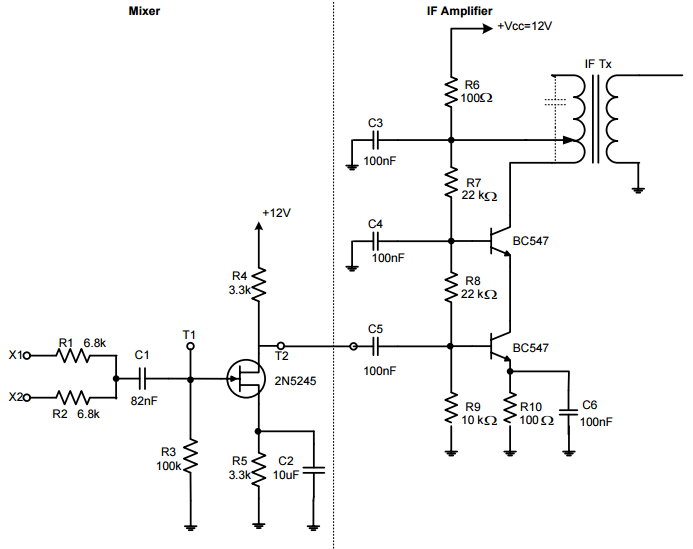 Mixer
IF Amplifier
+Vcc=12V
IF Tx
R6
100Ω
C3
100nF
R7
22 kΩ
+12V
C4
100nF
BC547
R4
3.3k
R8
22 kΩ
T1
C5
BC547
X1
R1 6.8k
C1
T2
100nF
2N5245
X2
R2 6.8k
82nF
R9
10 kΩ
R10
100 Ω
C6
100nF
R3
100k
R5
3.3k
C2
10uF